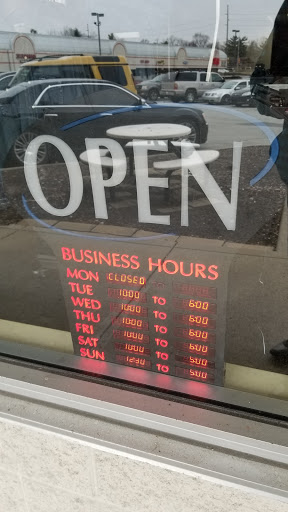 OPEN
BUSINESS HOURS
MON CLOSED
TUE 1000 TO 600
WED 1000 TO 600
THU 1000 TO 600
FRI 1000 TO 600
SAT 1000 TO 500
SUN 1230 TO 500